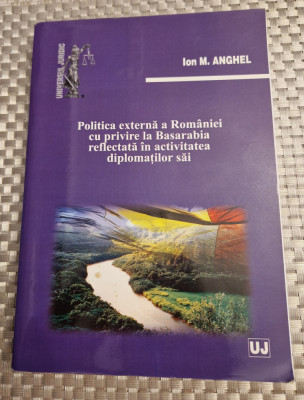 UNIVERSUL JURIDIC
Ion M. ANGHEL
Politica externă a României
cu privire la Basarabia
reflectată în activitatea
diplomaților săi
UJ